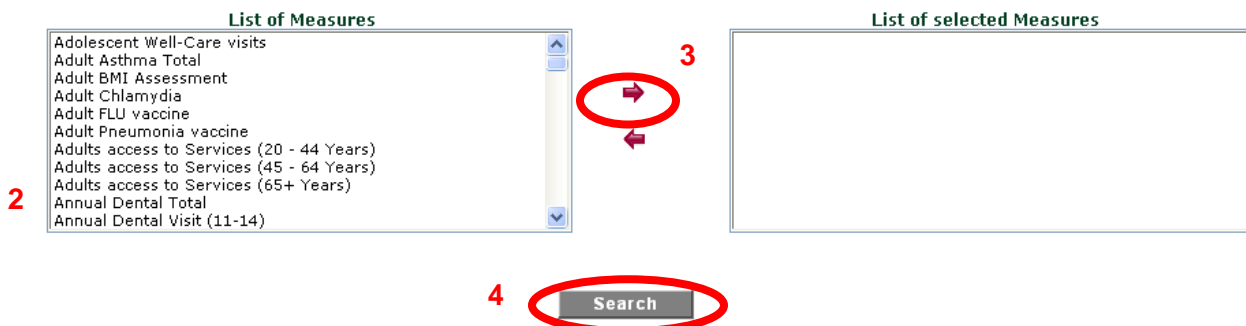 List of Measures
Adolescent Well-Care visits
Adult Asthma Total
Adult BMI Assessment
Adult Chlamydia
Adult FLU vaccine
Adult Pneumonia vaccine
Adults access to Services (20 - 44 Years)
Adults access to Services (45 - 64 Years)
Adults access to Services (65+ Years)
Annual Dental Total
Annual Dental Visit (11-14)
2
3
List of selected Measures
4
Search